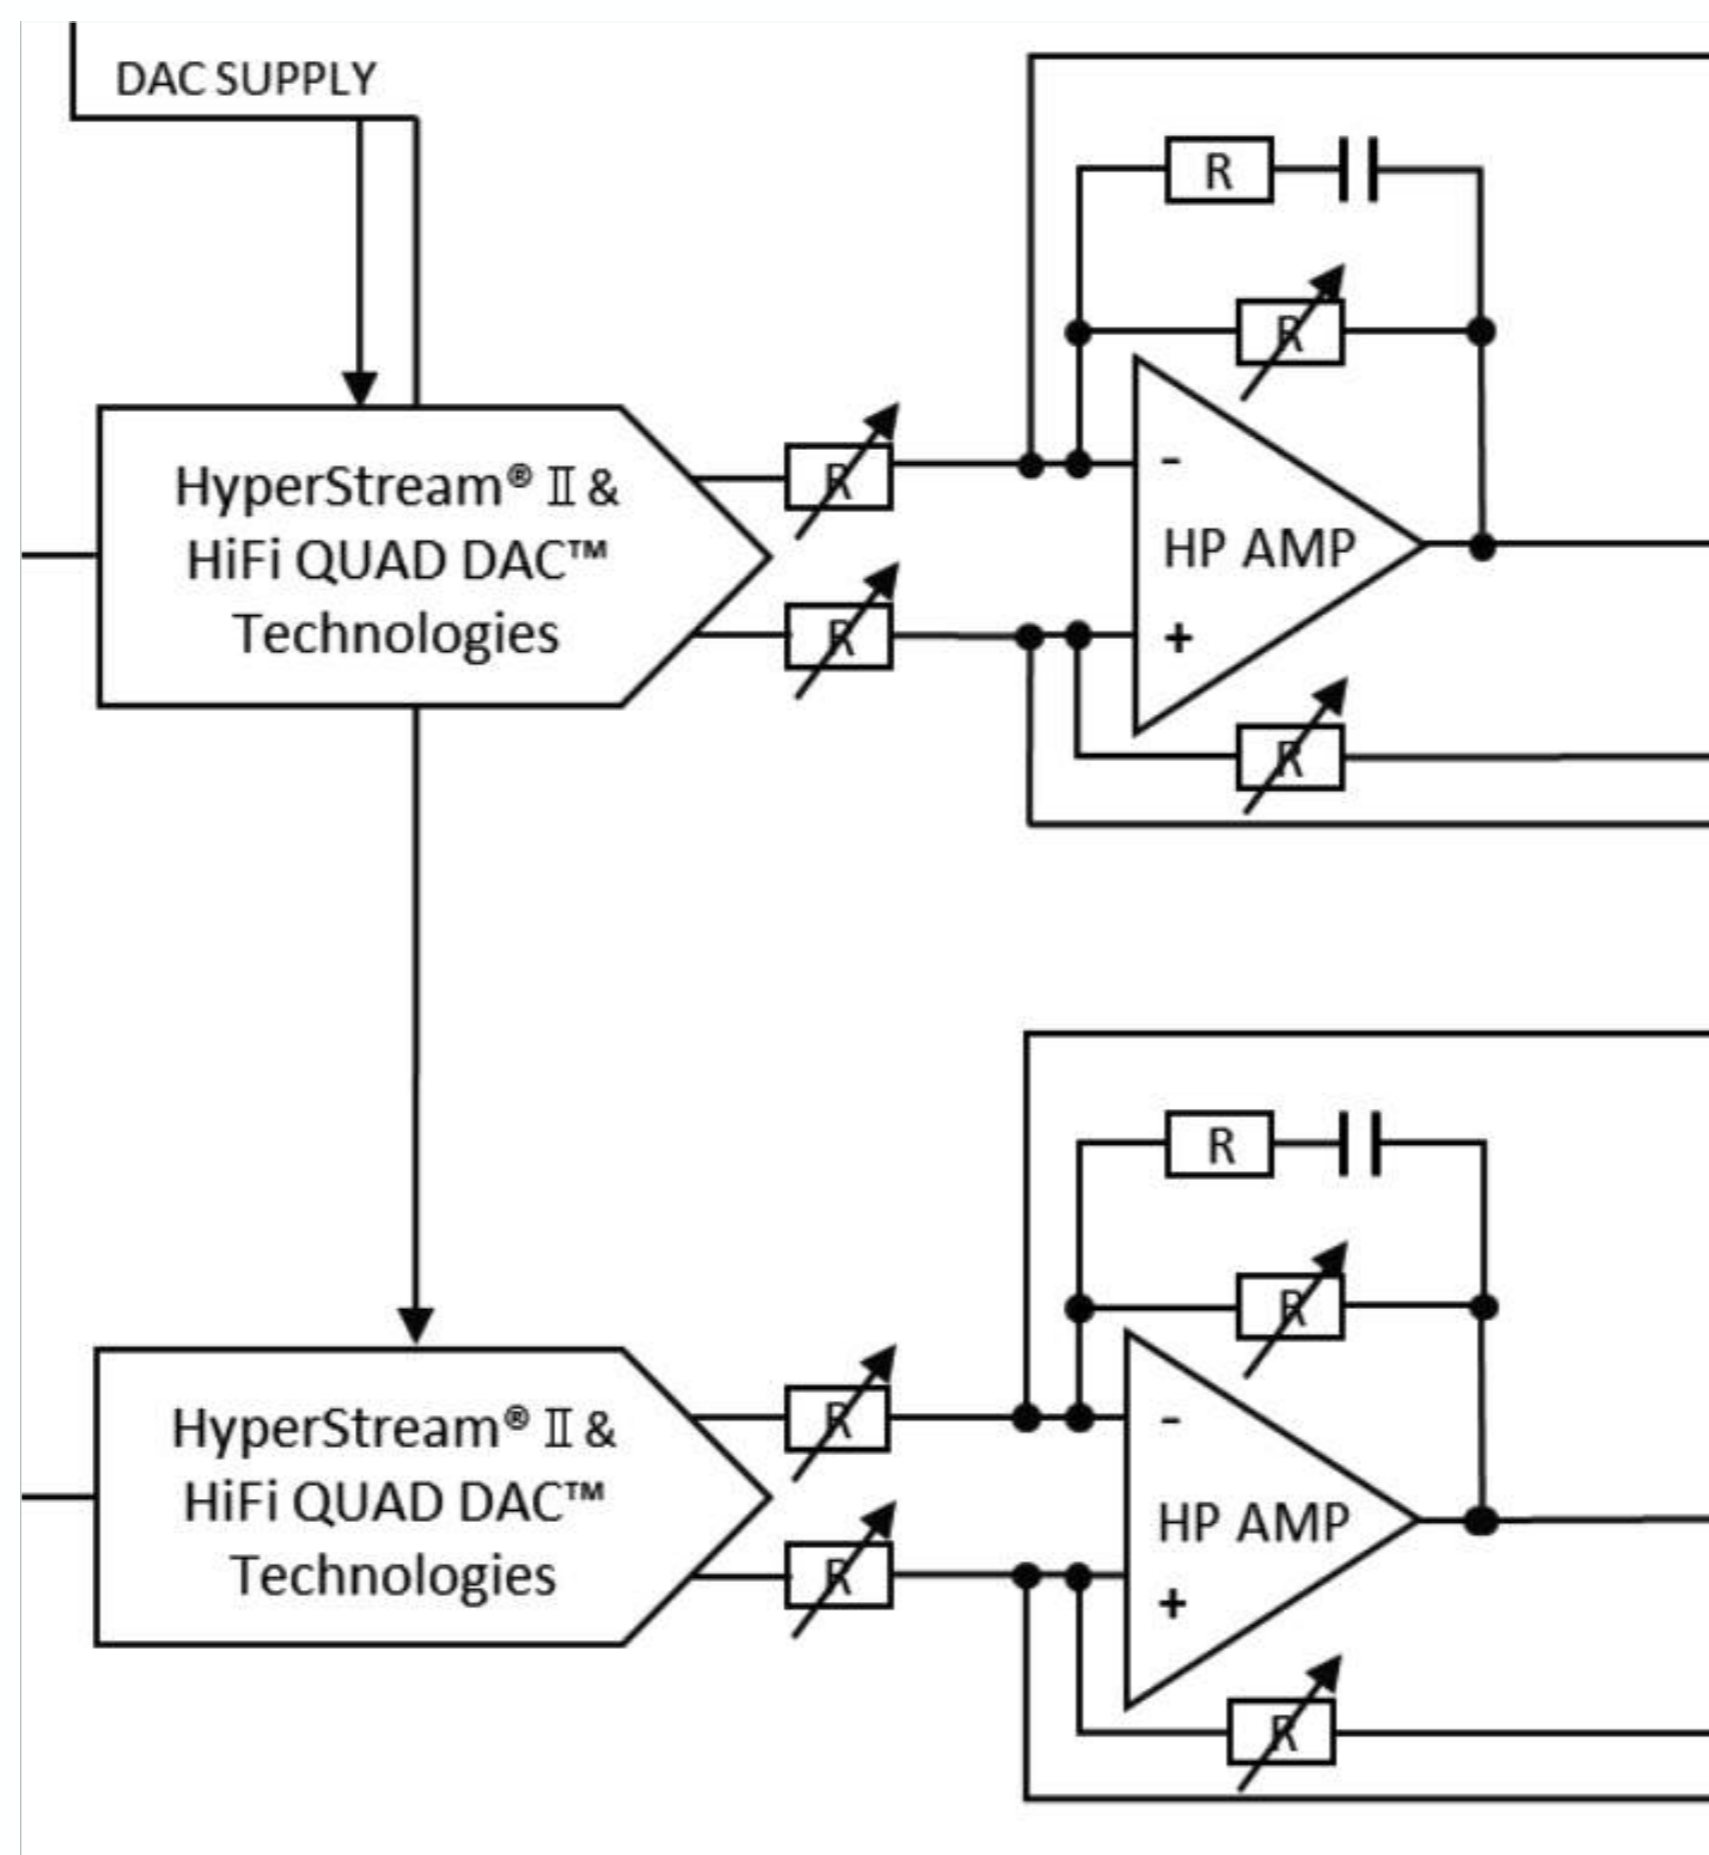 DAC SUPPLY
R
R
HyperStream® Ⅱ &
HiFi QUAD DAC™
Technologies
R
R
-
HP AMP
+
R
R
R
HyperStream® Ⅱ &
HiFi QUAD DAC™
Technologies
R
R
-
HP AMP
+
R